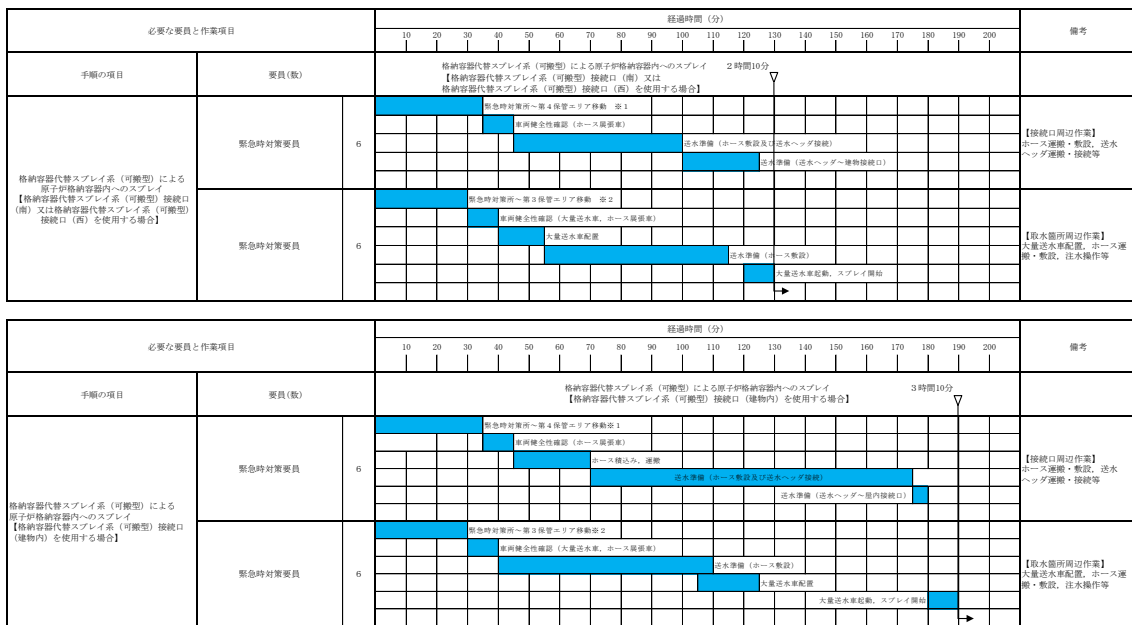 必要な要員と作業項目
経過時間（分）
備考
10 20 30 40 50 60 70 80 90 100 110 120 130 140 150 160 170 180 190 200
手順の項目
要員(数)
格納容器代替スプレイ系（可搬型）による原子炉格納容器内へのスプレイ　２時間10分
【格納容器代替スプレイ系（可搬型）接続口（南）又は
格納容器代替スプレイ系（可搬型）接続口（西）を使用する場合】
格納容器代替スプレイ系（可搬型）による
原子炉格納容器内へのスプレイ
【格納容器代替スプレイ系（可搬型）接続口
（南）又は格納容器代替スプレイ系（可搬型）
接続口（西）を使用する場合】
緊急時対策要員
6
緊急時対策所～第４保管エリア移動　※１
車両健全性確認（ホース展張車）
送水準備（ホース敷設及び送水ヘッダ接続）
送水準備（送水ヘッダ～建物接続口）
【接続口周辺作業】
ホース運搬・敷設，送水
ヘッダ運搬・接続等
緊急時対策要員
6
緊急時対策所～第３保管エリア移動　※２
車両健全性確認（大量送水車，ホース展張車）
大量送水車配置
送水準備（ホース敷設）
大量送水車起動，スプレイ開始
【取水箇所周辺作業】
大量送水車配置，ホース運
搬・敷設，注水操作等
必要な要員と作業項目
経過時間（分）
備考
10 20 30 40 50 60 70 80 90 100 110 120 130 140 150 160 170 180 190 200
手順の項目
要員(数)
格納容器代替スプレイ系（可搬型）による原子炉格納容器内へのスプレイ
【格納容器代替スプレイ系（可搬型）接続口（建物内）を使用する場合】
３時間10分
格納容器代替スプレイ系（可搬型）による
原子炉格納容器内へのスプレイ
【格納容器代替スプレイ系（可搬型）接続口
（建物内）を使用する場合】
緊急時対策要員
6
緊急時対策所～第４保管エリア移動※１
車両健全性確認（ホース展張車）
ホース積込み，運搬
送水準備（ホース敷設及び送水ヘッダ接続）
送水準備（送水ヘッダ～屋内接続口）
【接続口周辺作業】
ホース運搬・敷設，送水
ヘッダ運搬・接続等
緊急時対策要員
6
緊急時対策所～第３保管エリア移動※２
車両健全性確認（大量送水車，ホース展張車）
送水準備（ホース敷設）
大量送水車配置
大量送水車起動，スプレイ開始
【取水箇所周辺作業】
大量送水車配置，ホース運
搬・敷設，注水操作等